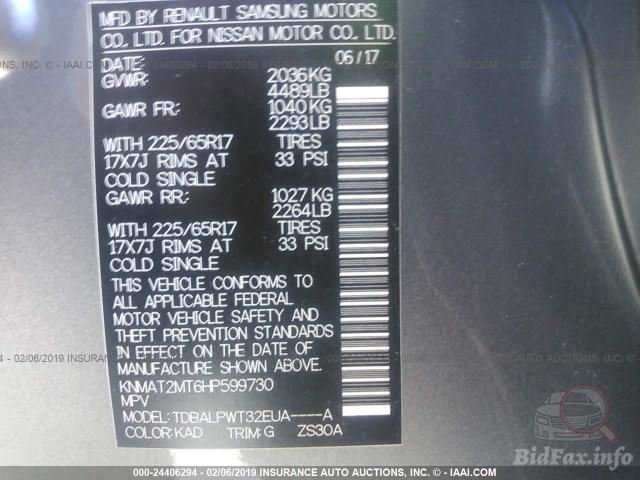 MFD BY RENAULT SAMSUNG MOTORS
CO., LTD. FOR NISSAN MOTOR CO., LTD.
DATE: 06/17
GVWR: 2036KG
4489LB
GAWR FR: 1040KG
2293LB
WITH 225/65R17 TIRES
17X7J RIMS AT 33 PSI
COLD SINGLE
GAWR RR: 1027KG
2264LB
WITH 225/65R17 TIRES
17X7J RIMS AT 33 PSI
COLD SINGLE
THIS VEHICLE CONFORMS TO
ALL APPLICABLE FEDERAL
MOTOR VEHICLE SAFETY AND
THEFT PREVENTION STANDARDS
IN EFFECT ON THE DATE OF
MANUFACTURE SHOWN ABOVE.
KNMAT2MT6HP599730
MPV
MODEL: TDBALPWT32EUA----A
COLOR: KAD TRIM: G ZS30A
000-24406294 - 02/06/2019 INSURANCE AUTO AUCTIONS, INC. - © - IAAI.COM
BidFax.info